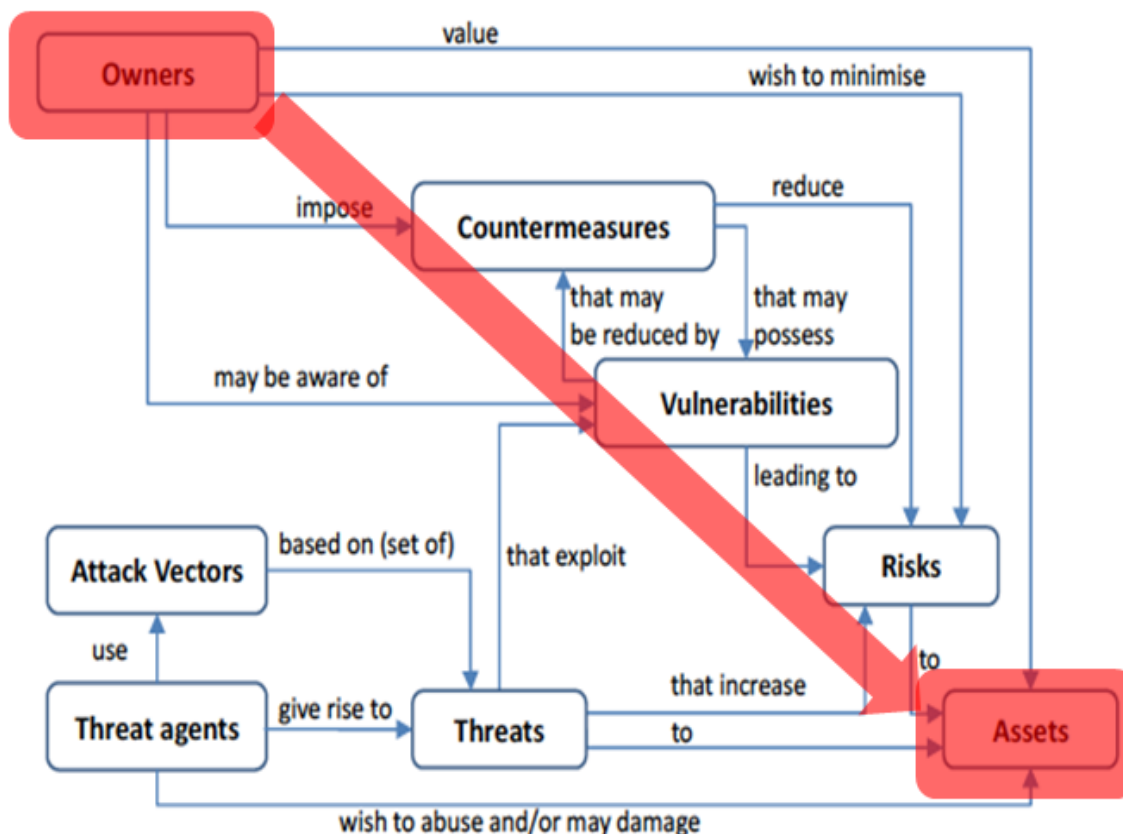 value
Owners
wish to minimise
reduce
impose
Countermeasures
that may
be reduced by
that may
possess
may be aware of
Vulnerabilities
leading to
based on (set of)
that exploit
Attack Vectors
Risks
use
to
that increase
give rise to
Threat agents
Threats
to
Assets
wish to abuse and/or may damage